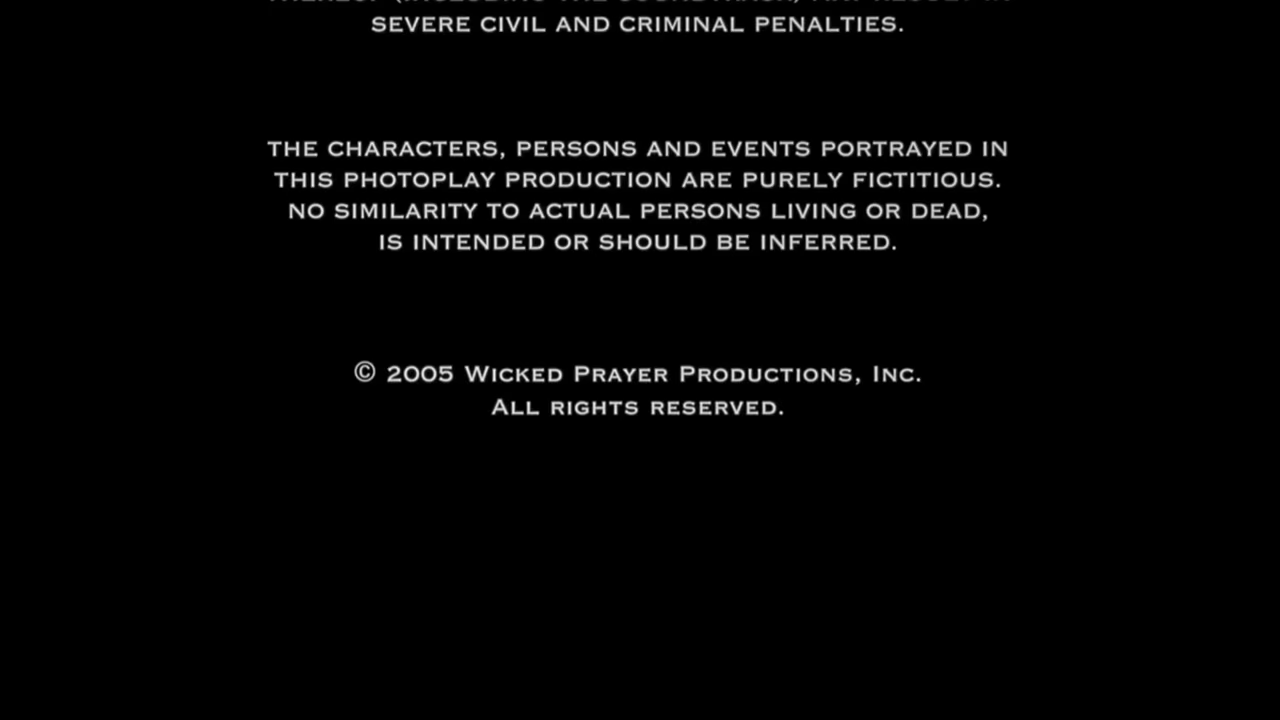 SEVERE CIVIL AND CRIMINAL PENALTIES.
THE CHARACTERS, PERSONS AND EVENTS PORTRAYED IN
THIS PHOTOPLAY PRODUCTION ARE PURELY FICTITIOUS.
NO SIMILARITY TO ACTUAL PERSONS LIVING OR DEAD,
IS INTENDED OR SHOULD BE INFERRED.
© 2005 WICKED PRAYER PRODUCTIONS, INC.
ALL RIGHTS RESERVED.